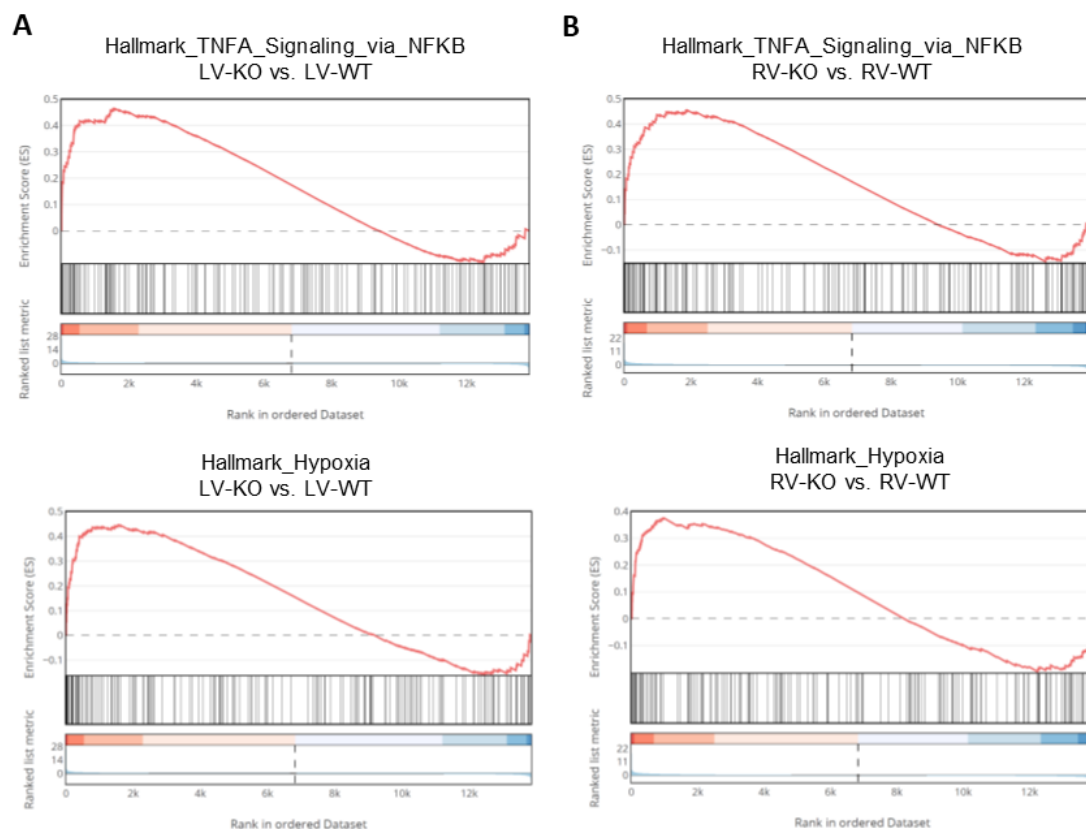 A
Hallmark_TNFA_Signaling_via_NFKB
LV-KO vs. LV-WT
Enrichment Score (ES)
0.5
0.4
0.3
0.2
0.1
0
Ranked list metric
28
14
0
0
2k
4k
6k
8k
10k
12k
Rank in ordered Dataset
B
Hallmark_TNFA_Signaling_via_NFKB
RV-KO vs. RV-WT
Enrichment Score (ES)
0.5
0.4
0.3
0.2
0.1
0
−0.1
Ranked list metric
22
11
0
0
2k
4k
6k
8k
10k
12k
Rank in ordered Dataset
Hallmark_Hypoxia
LV-KO vs. LV-WT
Enrichment Score (ES)
0.5
0.4
0.3
0.2
0.1
0
−0.1
Ranked list metric
28
14
0
0
2k
4k
6k
8k
10k
12k
Rank in ordered Dataset
Hallmark_Hypoxia
RV-KO vs. RV-WT
Enrichment Score (ES)
0.4
0.3
0.2
0.1
0
−0.1
Ranked list metric
22
11
0
0
2k
4k
6k
8k
10k
12k
Rank in ordered Dataset